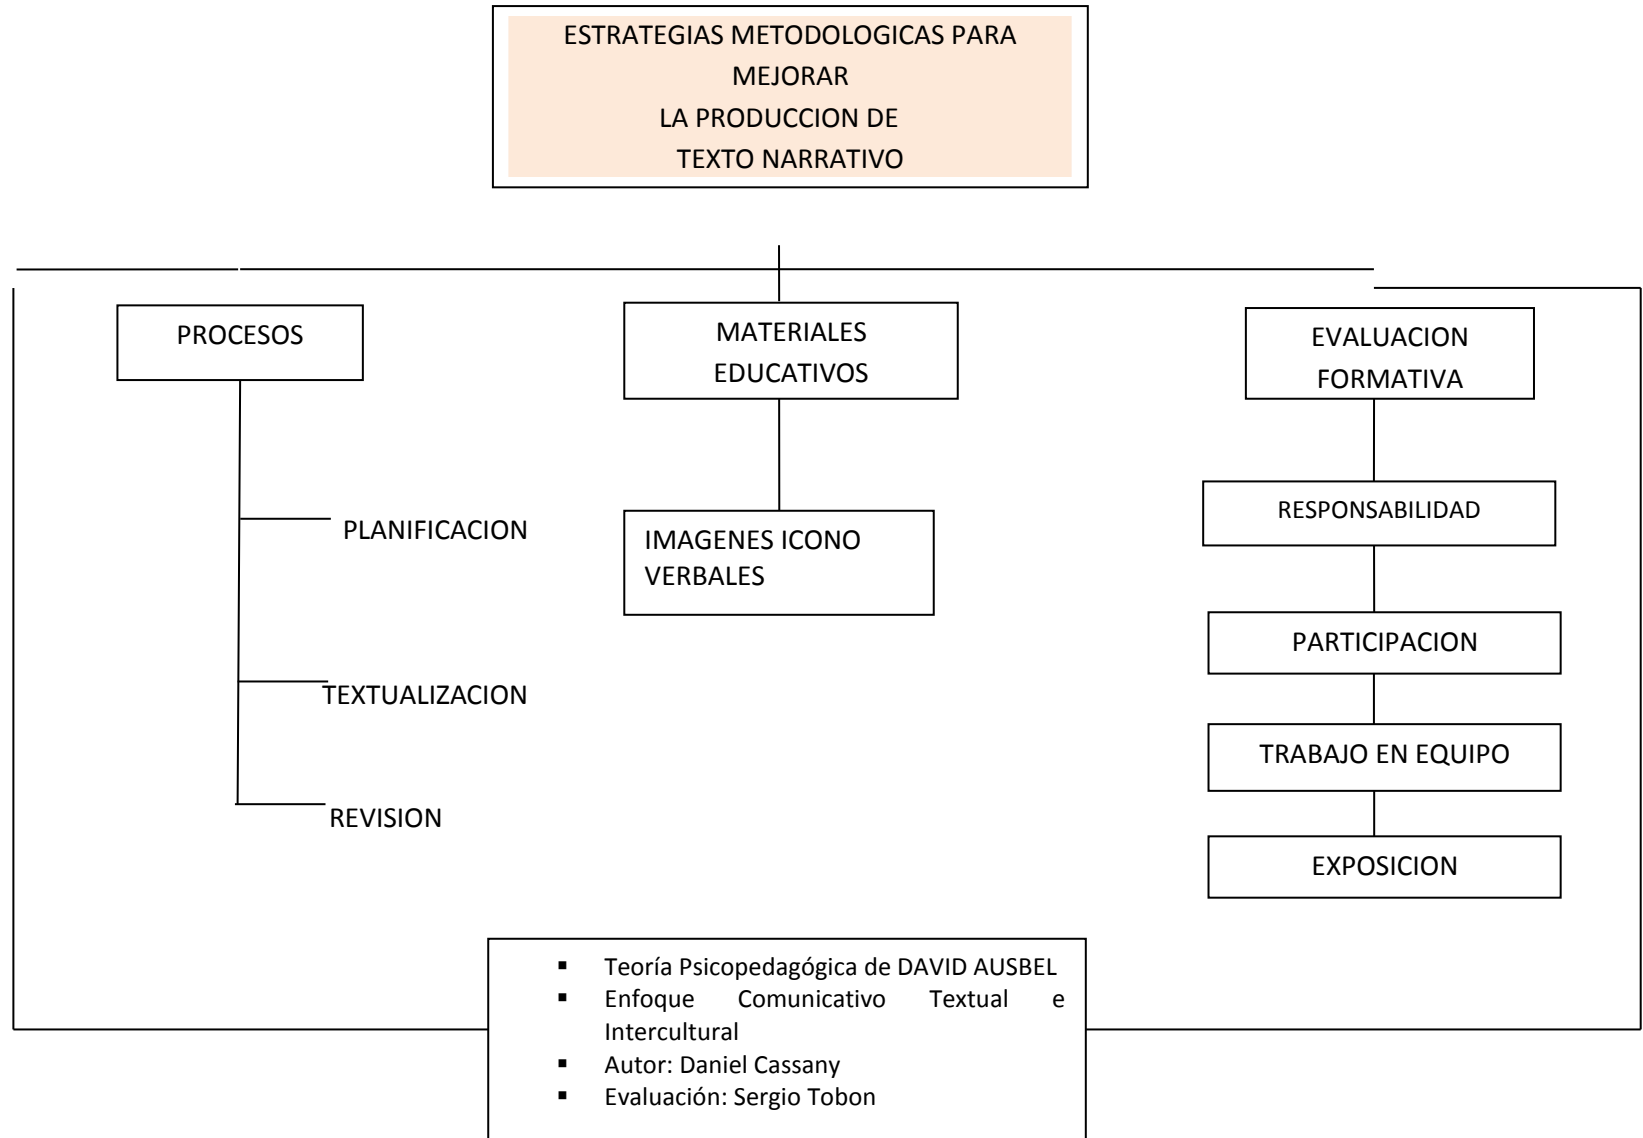 ESTRATEGIAS METODOLOGICAS PARA
MEJORAR
LA PRODUCCION DE
TEXTO NARRATIVO
PROCESOS
PLANIFICACION
TEXTUALIZACION
REVISION
MATERIALES
EDUCATIVOS
IMAGENES ICONO
VERBALES
EVALUACION
FORMATIVA
RESPONSABILIDAD
PARTICIPACION
TRABAJO EN EQUIPO
EXPOSICION
▪ Teoría Psicopedagógica de DAVID AUSBEL
▪ Enfoque Comunicativo Textual e
Intercultural
▪ Autor: Daniel Cassany
▪ Evaluación: Sergio Tobon